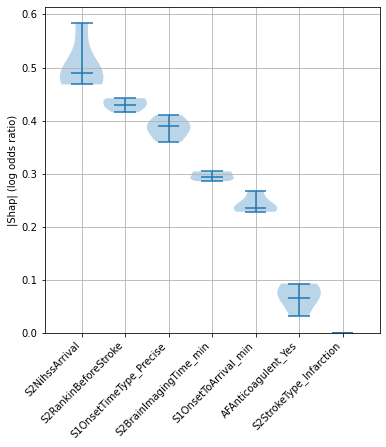 0.6
0.5
0.4
0.3
0.2
0.1
0.0
|Shap| (log odds ratio)
S2NihssArrival
S2RankinBeforeStroke
S1OnsetTimeType_Precise
S2BrainImagingTime_min
S1OnsetToArrival_min
AFAnticoagulent_Yes
S2StrokeType_Infarction